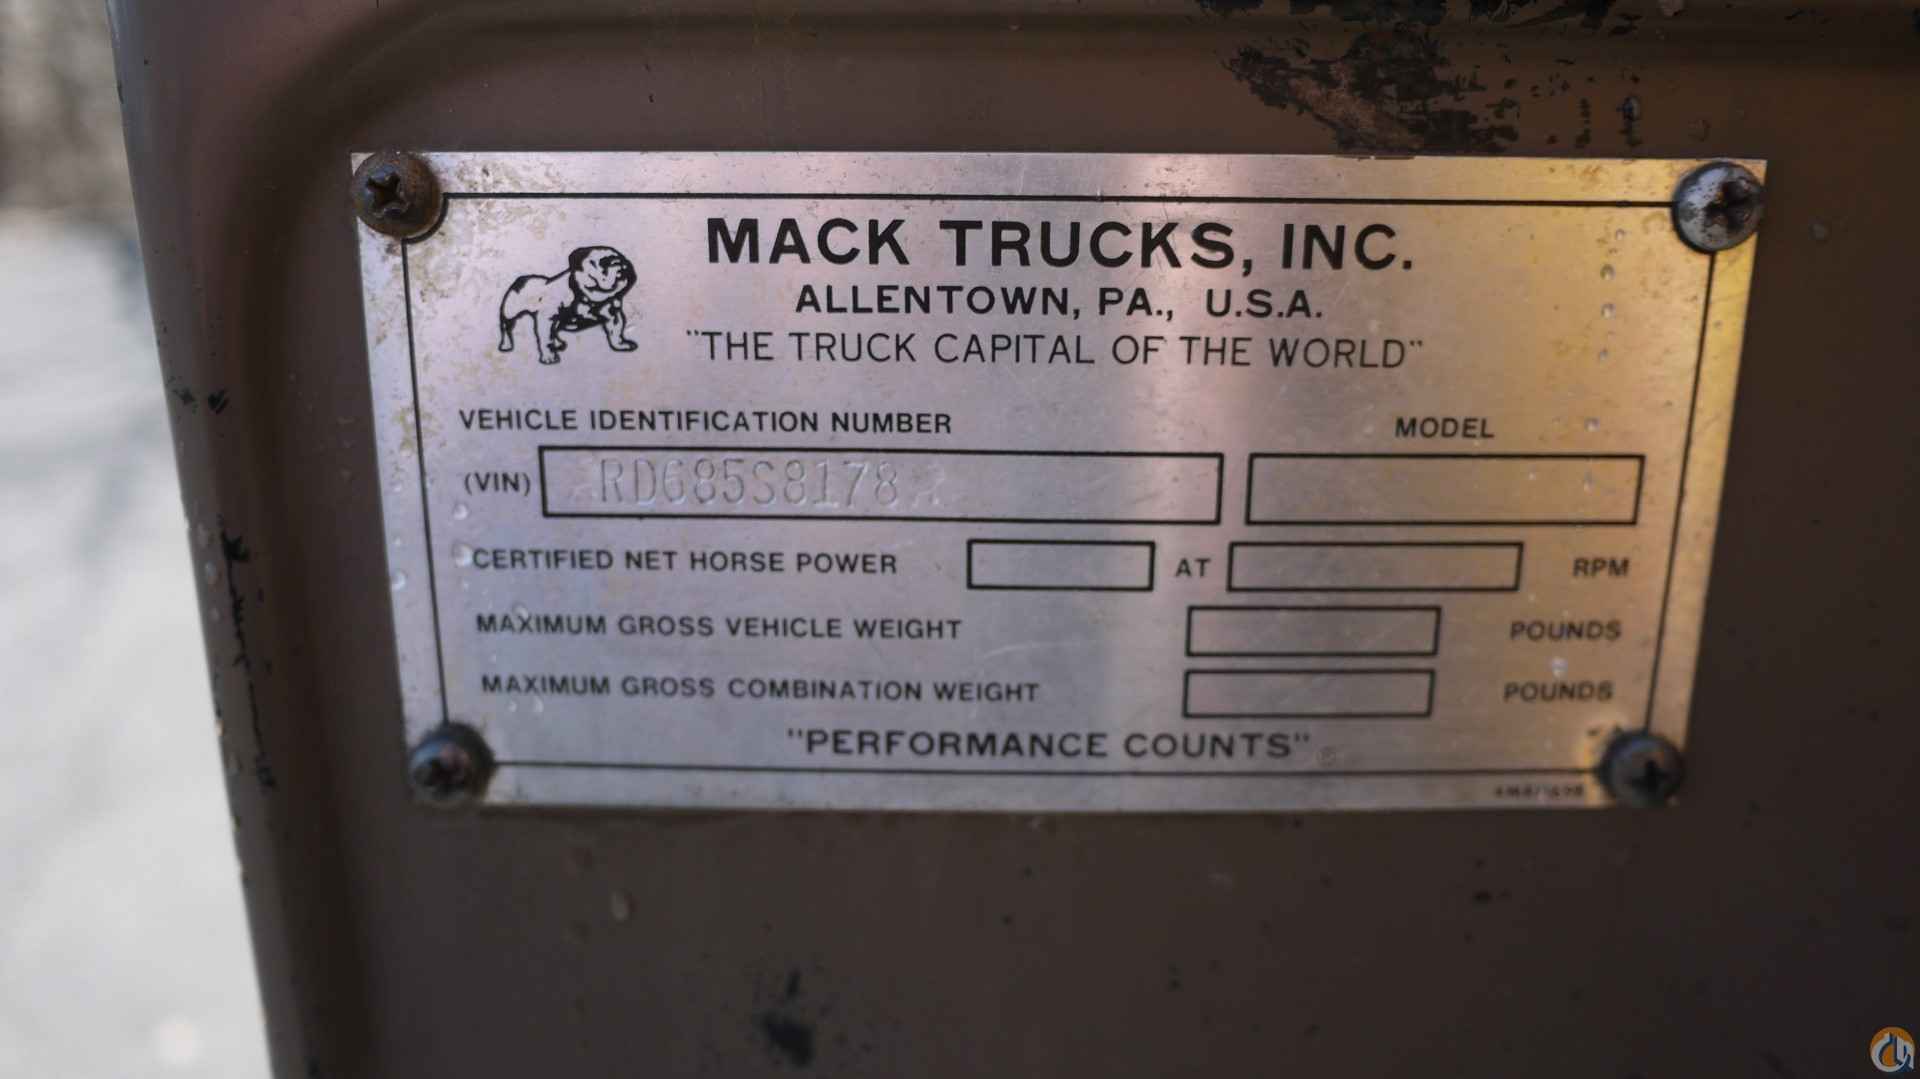 MACK TRUCKS, INC.
ALLENTOWN, PA., U.S.A.
"THE TRUCK CAPITAL OF THE WORLD"
VEHICLE IDENTIFICATION NUMBER MODEL
(VIN) RD685S8178
CERTIFIED NET HORSE POWER AT RPM
MAXIMUM GROSS VEHICLE WEIGHT POUNDS
MAXIMUM GROSS COMBINATION WEIGHT POUNDS
"PERFORMANCE COUNTS"